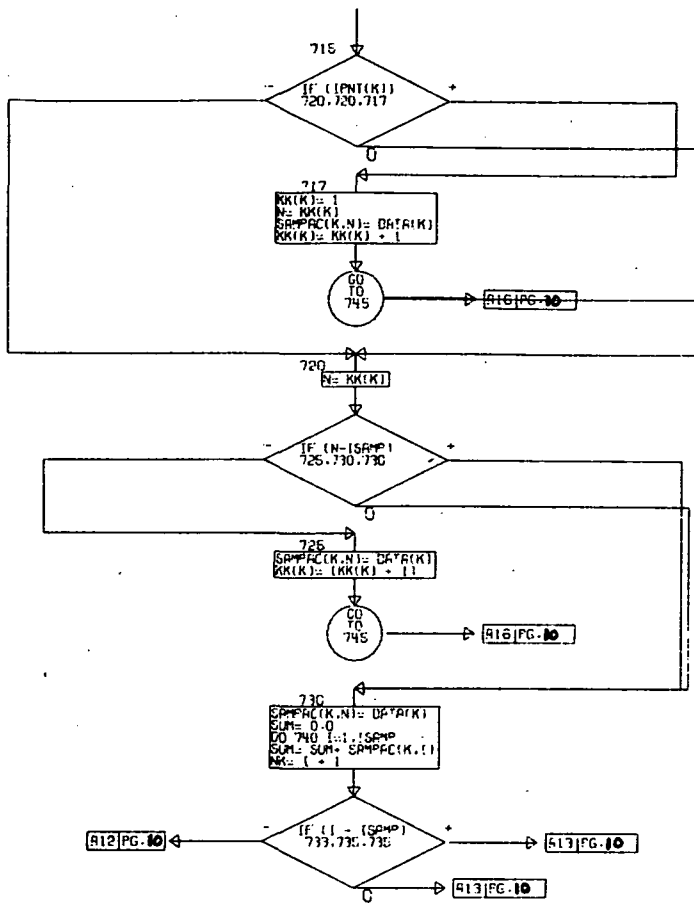 715
IF (IPNT(K))
720,720,717
-
+
0
717
KK(K)= 1
N= KK(K)
SAMPAC(K,N)= DATA(K)
KK(K)= KK(K) + 1
GO
TO
745
A16|PG.10
720
N= KK(K)
IF (N-ISAMP)
725,730,730
-
+
0
725
SAMPAC(K,N)= DATA(K)
KK(K)= (KK(K) + 1)
GO
TO
745
A16|PG.10
730
SAMPAC(K,N)= DATA(K)
SUM= 0.0
DO 740 I=1,ISAMP
SUM= SUM+ SAMPAC(K,I)
NK= I + 1
IF (I - ISAMP)
733,735,735
-
+
0
A12|PG.10
A13|PG.10
A13|PG.10